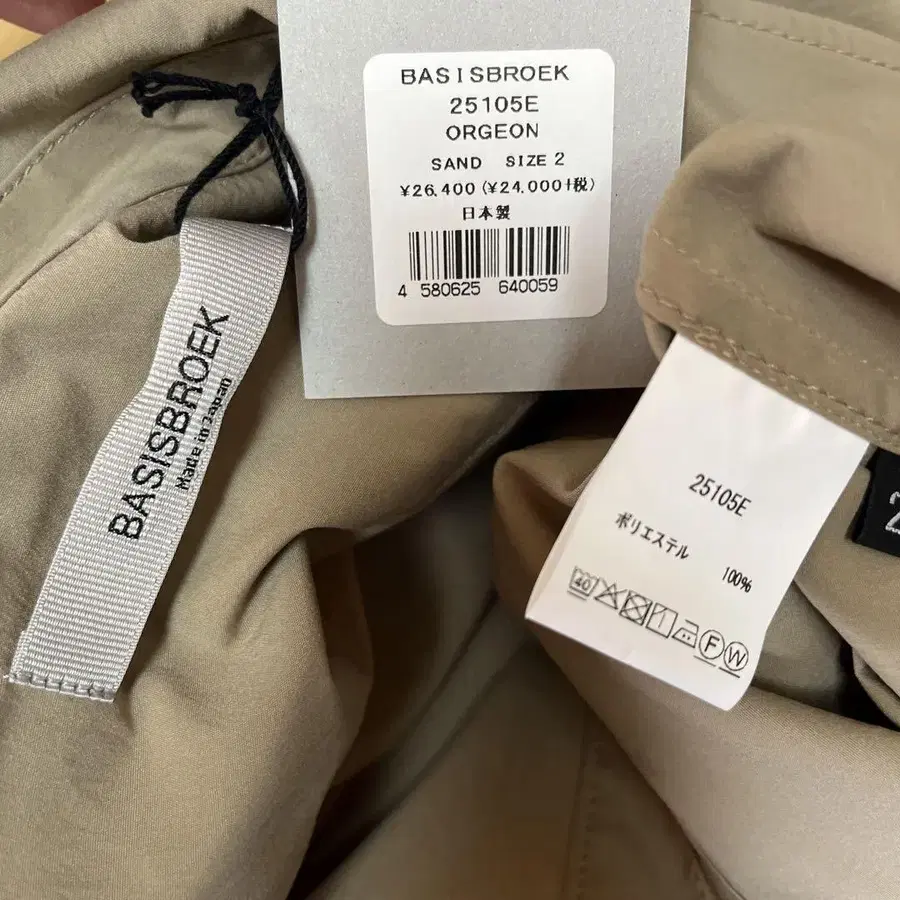 BASISBROEK
25105E
ORGEON
SAND SIZE 2
¥26,400 (¥24,000+税)
日本製
4 580625 640059
BASISBROEK
Made in Japan
25105E
ポリエステル
100%
40
F W
2